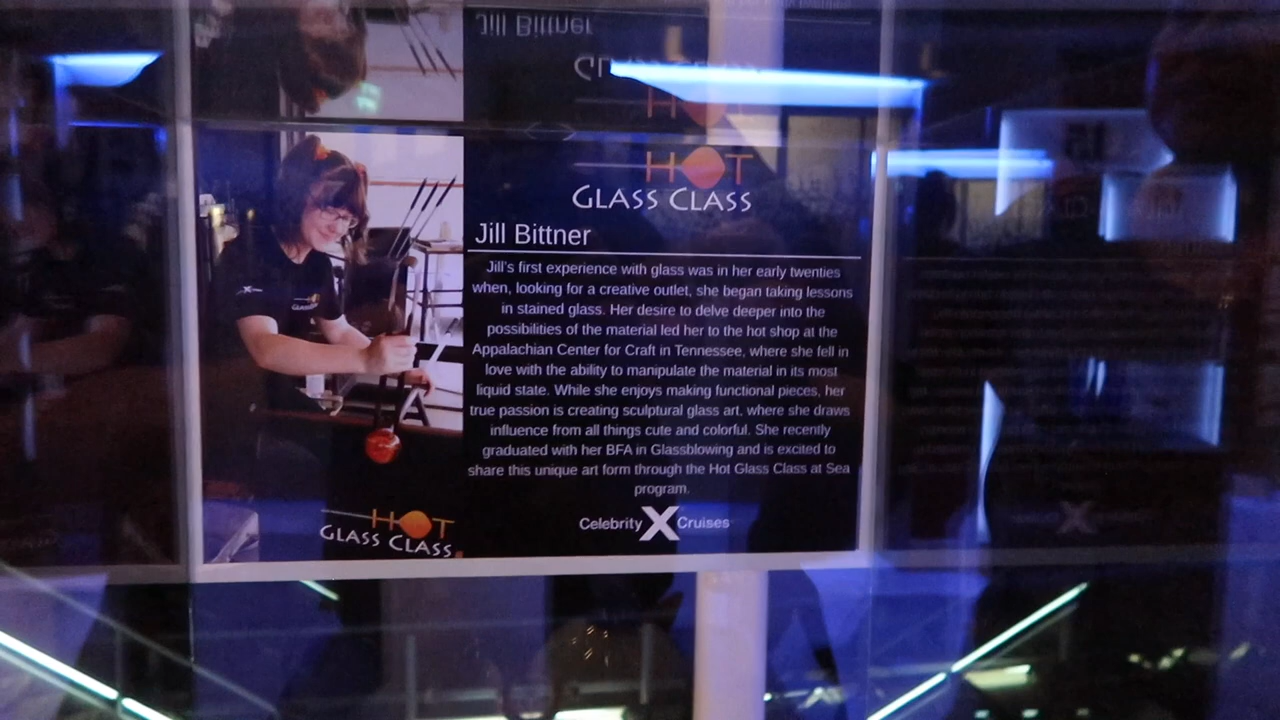 Jill Bittner
GLASS CLASS
HOT
HOT
GLASS CLASS
Jill Bittner
Jill's first experience with glass was in her early twenties
when, looking for a creative outlet, she began taking lessons
in stained glass. Her desire to delve deeper into the
possibilities of the material led her to the hot shop at the
Appalachian Center for Craft in Tennessee, where she fell in
love with the ability to manipulate the material in its most
liquid state. While she enjoys making functional pieces, her
true passion is creating sculptural glass art, where she draws
influence from all things cute and colorful. She recently
graduated with her BFA in Glassblowing and is excited to
share this unique art form through the Hot Glass Class at Sea
program.
Celebrity X Cruises
HOT
GLASS CLASS